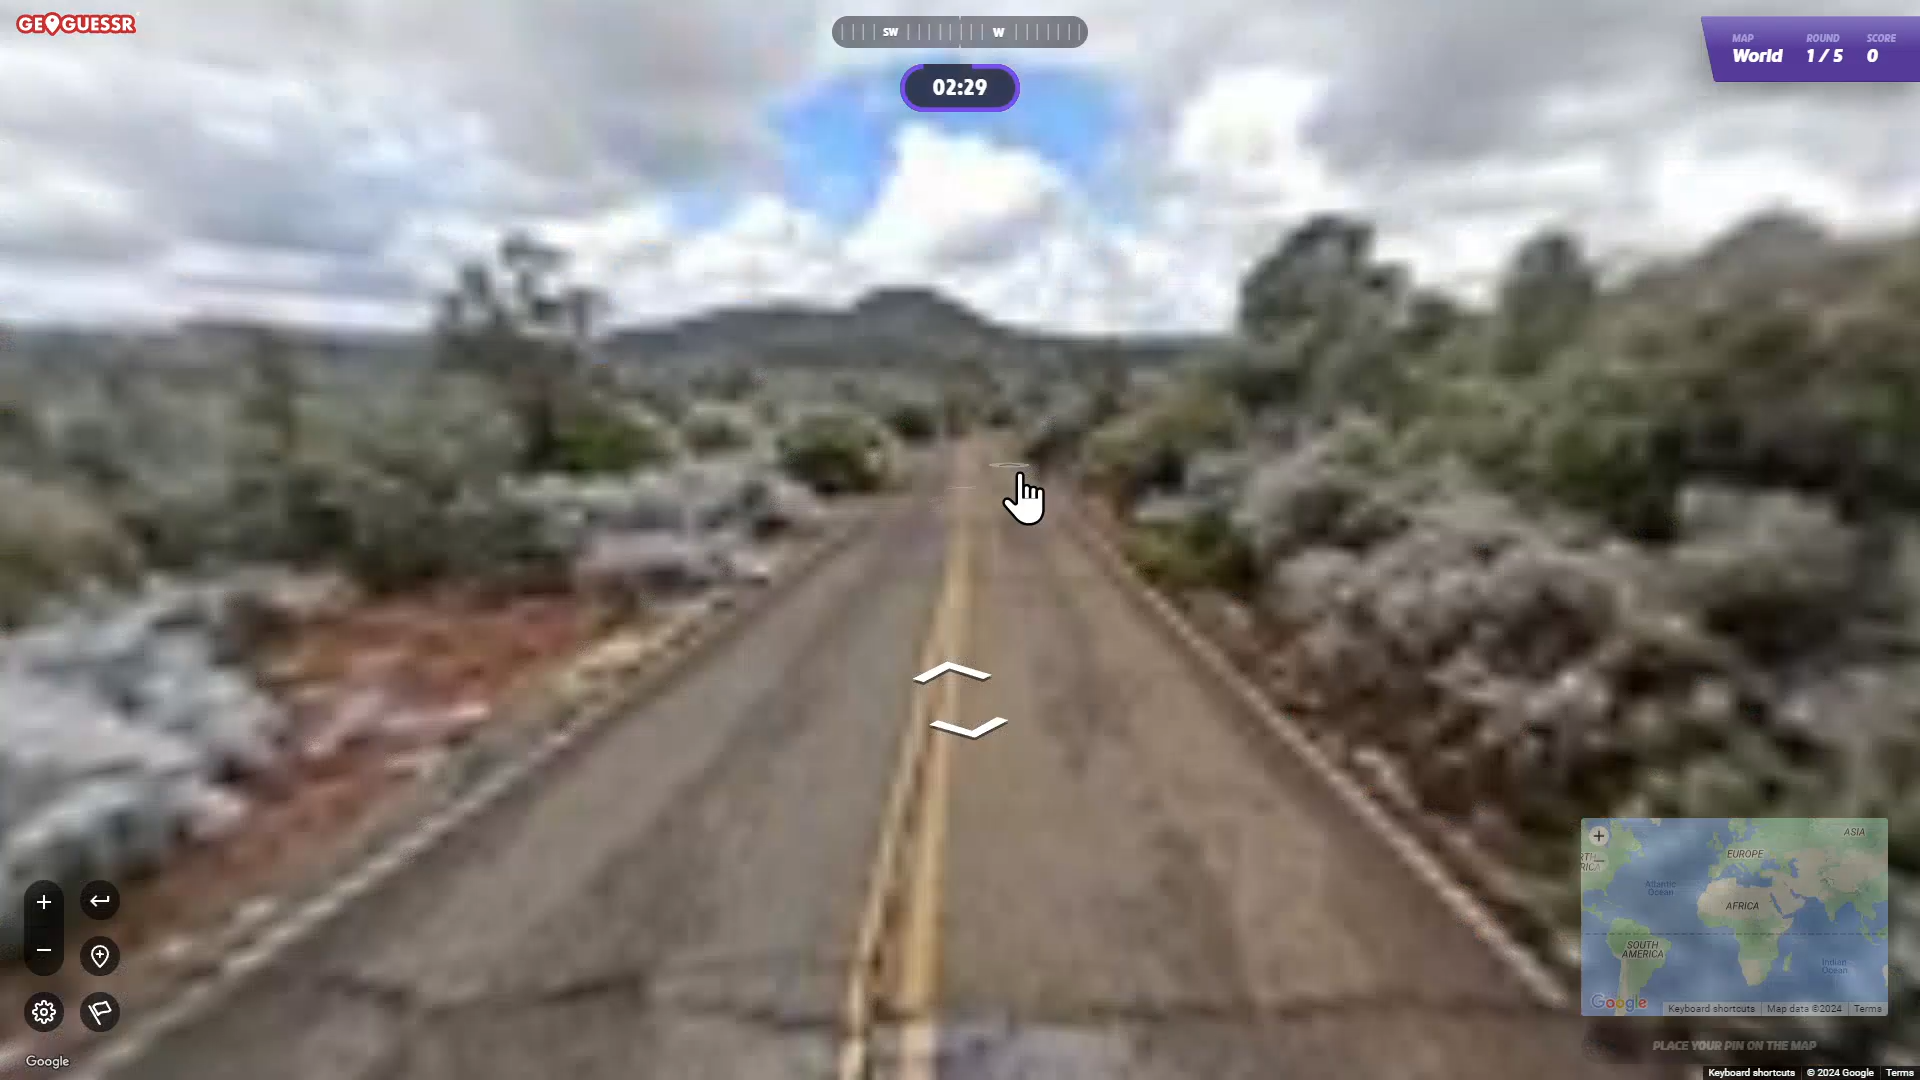 GEOGUESSR
SW
W
02:29
MAP
World
ROUND
1 / 5
SCORE
0
ASIA
EUROPE
Atlantic
Ocean
AFRICA
SOUTH
AMERICA
Indian
Ocean
Google
Keyboard shortcuts
Map data ©2024
Terms
PLACE YOUR PIN ON THE MAP
Google
Keyboard shortcuts
© 2024 Google
Terms